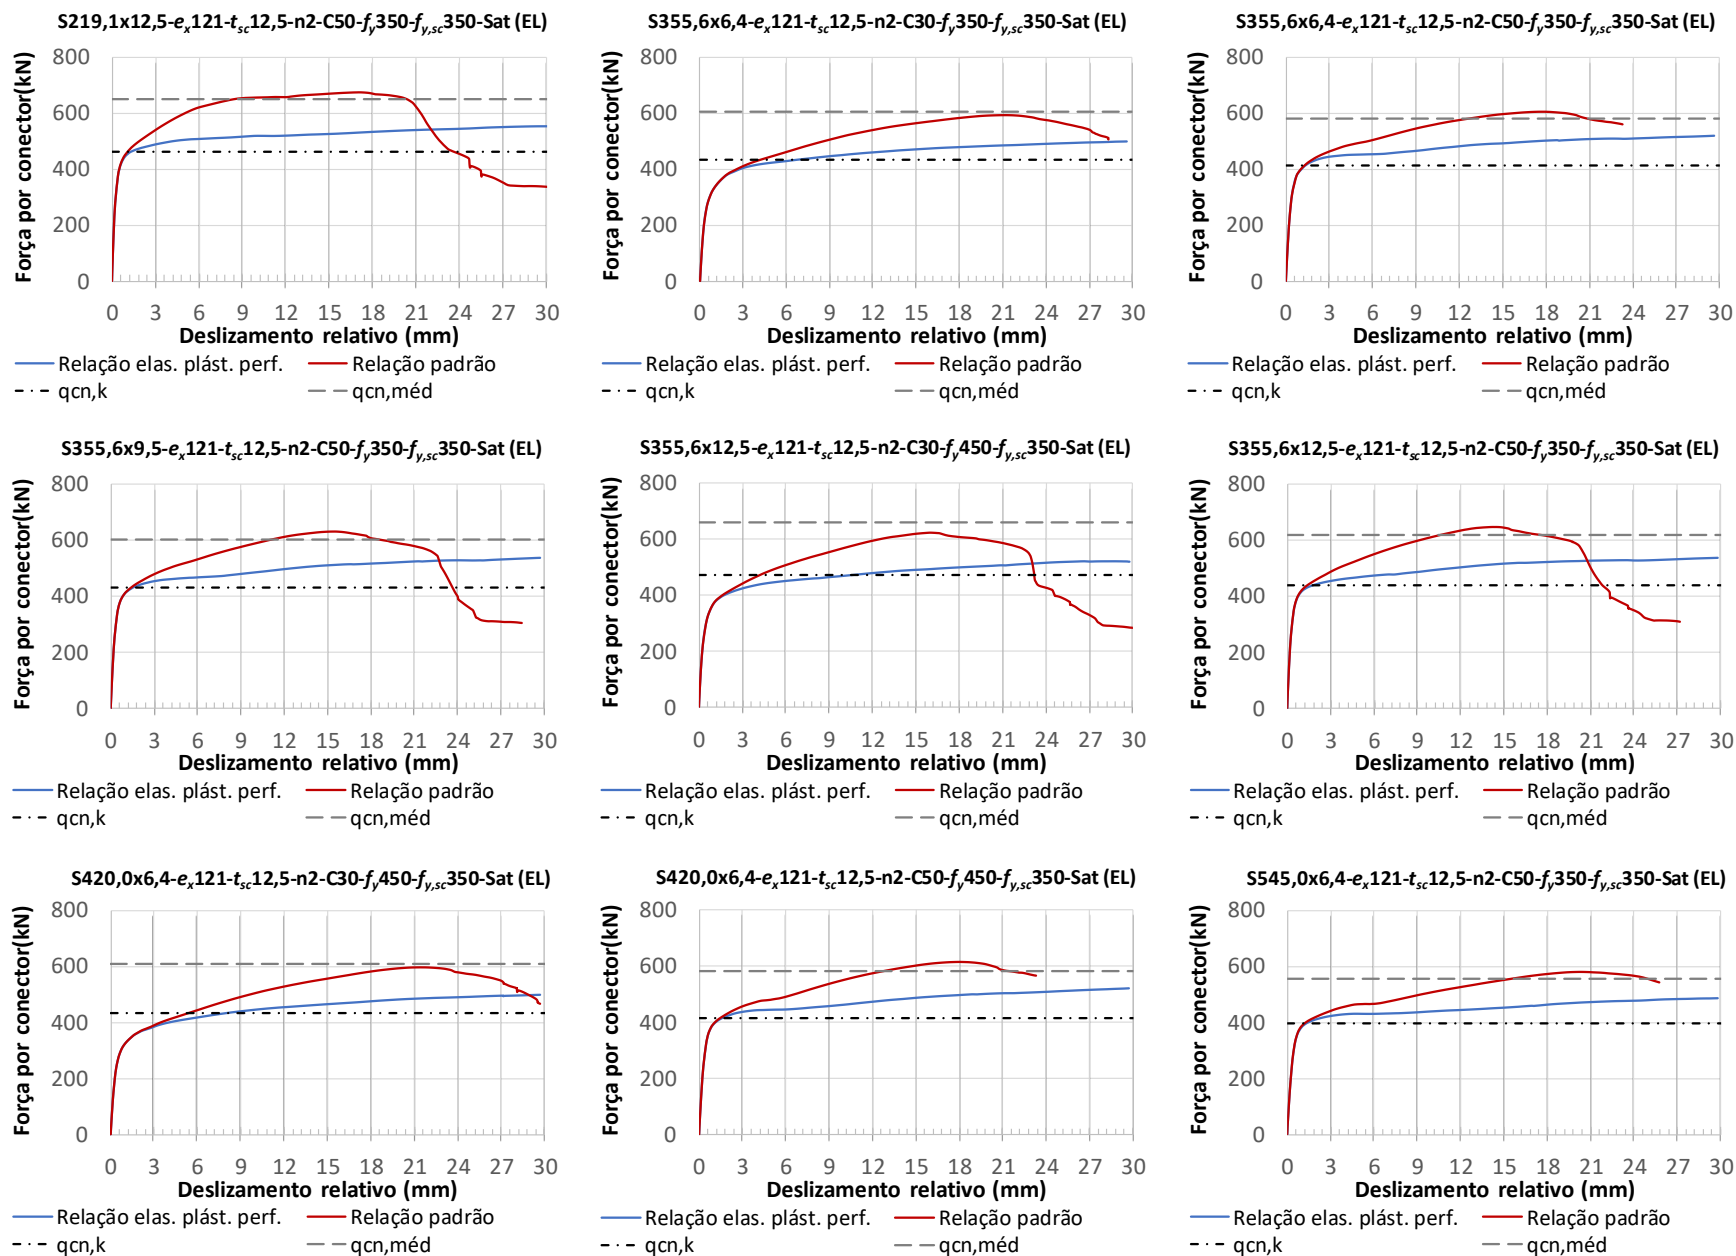 S219,1x12,5-ex121-tsc12,5-n2-C50-fy350-fy,sc350-Sat (EL)
Força por conector(kN)
800
600
400
200
0
0 3 6 9 12 15 18 21 24 27 30
Deslizamento relativo (mm)
Relação elas. plást. perf. Relação padrão
qcn,k qcn,méd
S355,6x6,4-ex121-tsc12,5-n2-C30-fy350-fy,sc350-Sat (EL)
Força por conector(kN)
800
600
400
200
0
0 3 6 9 12 15 18 21 24 27 30
Deslizamento relativo (mm)
Relação elas. plást. perf. Relação padrão
qcn,k qcn,méd
S355,6x6,4-ex121-tsc12,5-n2-C50-fy350-fy,sc350-Sat (EL)
Força por conector(kN)
800
600
400
200
0
0 3 6 9 12 15 18 21 24 27 30
Deslizamento relativo (mm)
Relação elas. plást. perf. Relação padrão
qcn,k qcn,méd
S355,6x9,5-ex121-tsc12,5-n2-C50-fy350-fy,sc350-Sat (EL)
Força por conector(kN)
800
600
400
200
0
0 3 6 9 12 15 18 21 24 27 30
Deslizamento relativo (mm)
Relação elas. plást. perf. Relação padrão
qcn,k qcn,méd
S355,6x12,5-ex121-tsc12,5-n2-C30-fy450-fy,sc350-Sat (EL)
Força por conector(kN)
800
600
400
200
0
0 3 6 9 12 15 18 21 24 27 30
Deslizamento relativo (mm)
Relação elas. plást. perf. Relação padrão
qcn,k qcn,méd
S355,6x12,5-ex121-tsc12,5-n2-C50-fy350-fy,sc350-Sat (EL)
Força por conector(kN)
800
600
400
200
0
0 3 6 9 12 15 18 21 24 27 30
Deslizamento relativo (mm)
Relação elas. plást. perf. Relação padrão
qcn,k qcn,méd
S420,0x6,4-ex121-tsc12,5-n2-C30-fy450-fy,sc350-Sat (EL)
Força por conector(kN)
800
600
400
200
0
0 3 6 9 12 15 18 21 24 27 30
Deslizamento relativo (mm)
Relação elas. plást. perf. Relação padrão
qcn,k qcn,méd
S420,0x6,4-ex121-tsc12,5-n2-C50-fy450-fy,sc350-Sat (EL)
Força por conector(kN)
800
600
400
200
0
0 3 6 9 12 15 18 21 24 27 30
Deslizamento relativo (mm)
Relação elas. plást. perf. Relação padrão
qcn,k qcn,méd
S545,0x6,4-ex121-tsc12,5-n2-C50-fy350-fy,sc350-Sat (EL)
Força por conector(kN)
800
600
400
200
0
0 3 6 9 12 15 18 21 24 27 30
Deslizamento relativo (mm)
Relação elas. plást. perf. Relação padrão
qcn,k qcn,méd